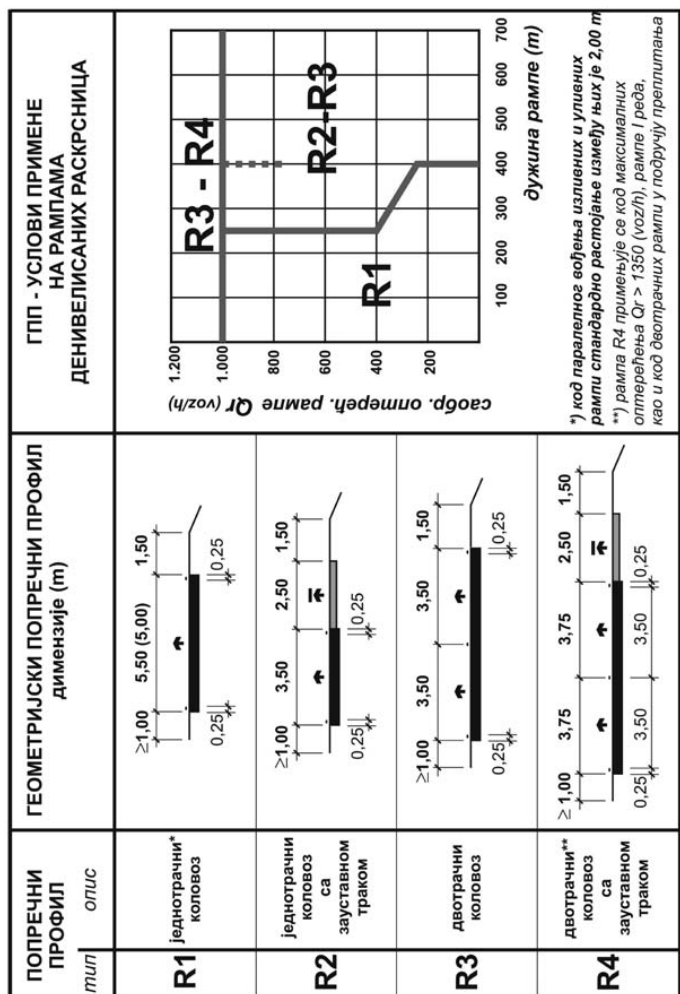 ПОПРЕЧНИ
ПРОФИЛ
тип
опис
ГЕОМЕТРИЈСКИ ПОПРЕЧНИ ПРОФИЛ
димензије (m)
ГПП - УСЛОВИ ПРИМЕНЕ
НА РАМПАМА
ДЕНИВЕЛИСАНИХ РАСКРСНИЦА
R1
једнотрачни*
коловоз
≥1,00
5,50 (5,00)
1,50
0,25
0,25
R2
једнотрачни
коловоз
са
зауставном
траком
≥1,00
3,50
2,50
1,50
0,25
0,25
R3
двотрачни
коловоз
≥1,00
3,50
3,50
1,50
0,25
0,25
R4
двотрачни**
коловоз
са
зауставном
траком
≥1,00
3,75
3,75
2,50
1,50
0,25
3,50
3,50
0,25
саобр. оптерећ. рампе Qr (voz/h)
1.200
1.000
800
600
400
200
R3 - R4
R2-R3
R1
100
200
300
400
500
600
700
дужина рампе (m)
*) код паралелног вођења изливних и уливних
рампи стандардно растојање између њих је 2,00 m
**) рампа R4 примењује се код максималних
оптерећења Qr > 1350 (voz/h), рампе I реда,
као и код двотрачних рампи у подручју преплитања